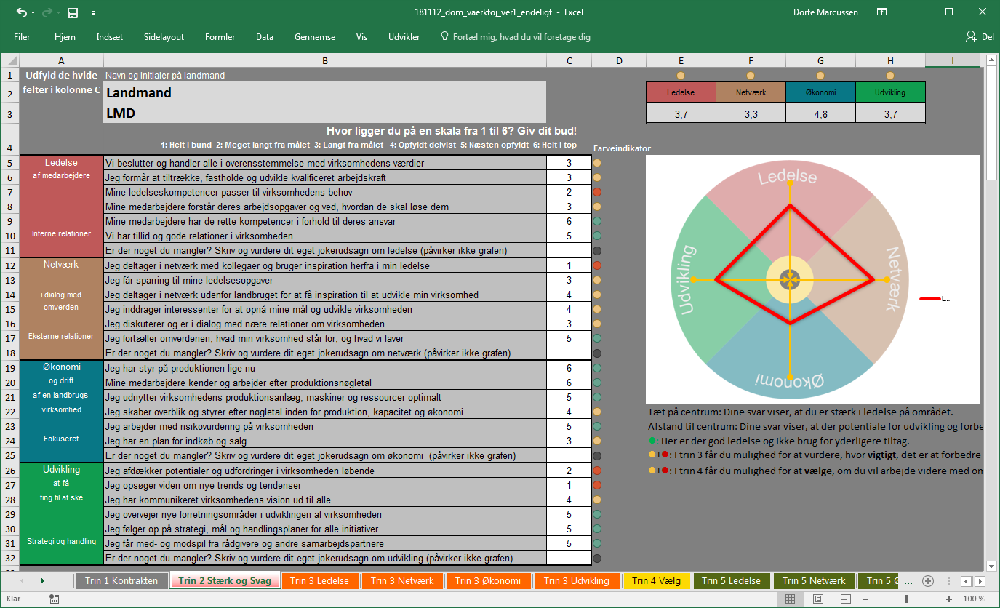 181112_dom_vaerktoj_ver1_endeligt - Excel
Dorte Marcussen
Filer Hjem Indsæt Sidelayout Formler Data Gennemse Vis Udvikler Fortæl mig, hvad du vil foretage dig Del
A B C D E F G H I
1 Udfyld de hvide Navn og initialer på landmand
felter i kolonne C
2 Landmand Ledelse Netværk Økonomi Udvikling
3 LMD 3,7 3,3 4,8 3,7
Hvor ligger du på en skala fra 1 til 6? Giv dit bud!
4 1: Helt i bund 2: Meget langt fra målet 3: Langt fra målet 4: Opfyldt delvist 5: Næsten opfyldt 6: Helt i top Farveindikator
5 Ledelse Vi beslutter og handler alle i overensstemmelse med virksomhedens værdier 3
6 af medarbejdere Jeg formår at tiltrække, fastholde og udvikle kvalificeret arbejdskraft 3
7 Mine ledelseskompetencer passer til virksomhedens behov 2
8 Mine medarbejdere forstår deres arbejdsopgaver og ved, hvordan de skal løse dem 3
9 Mine medarbejdere har de rette kompetencer i forhold til deres ansvar 6
10 Interne relationer Vi har tillid og gode relationer i virksomheden 5
11 Er der noget du mangler? Skriv og vurdere dit eget jokerudsagn om ledelse (påvirker ikke grafen)
12 Netværk Jeg deltager i netværk med kollegaer og bruger inspiration herfra i min ledelse 1
13 Jeg får sparring til mine ledelsesopgaver 3
14 i dialog med Jeg deltager i netværk udenfor landbruget for at få inspiration til at udvikle min virksomhed 4
15 omverden Jeg inddrager interessenter for at opnå mine mål og udvikle virksomheden 4
16 Jeg diskuterer og er i dialog med nære relationer om virksomheden 3
17 Eksterne relationer Jeg fortæller omverdenen, hvad min virksomhed står for, og hvad vi laver 5
18 Er der noget du mangler? Skriv og vurdere dit eget jokerudsagn om netværk (påvirker ikke grafen)
19 Økonomi Jeg har styr på produktionen lige nu 6
20 og drift Mine medarbejdere kender og arbejder efter produktionsnøgletal 6
21 af en landbrugs- Jeg udnytter virksomhedens produktionsanlæg, maskiner og ressourcer optimalt 5
22 virksomhed Jeg skaber overblik og styrer efter nøgletal inden for produktion, kapacitet og økonomi 4
23 Jeg arbejder med risikovurdering på virksomheden 5
24 Fokuseret Jeg har en plan for indkøb og salg 3
25 Er der noget du mangler? Skriv og vurdere dit eget jokerudsagn om økonomi (påvirker ikke grafen)
26 Udvikling Jeg afdækker potentialer og udfordringer i virksomheden løbende 2
27 at få Jeg opsøger viden om nye trends og tendenser 1
28 ting til at ske Jeg har kommunikeret virksomhedens vision ud til alle 4
29 Jeg overvejer nye forretningsområder i udviklingen af virksomheden 5
30 Jeg følger op på strategi, mål og handlingsplaner for alle initiativer 5
31 Strategi og handling Jeg får med- og modspil fra rådgivere og andre samarbejdspartnere 5
32 Er der noget du mangler? Skriv og vurdere dit eget jokerudsagn om udvikling (påvirker ikke grafen)
Ledelse
Netværk
Økonomi
Udvikling
L..
Tæt på centrum: Dine svar viser, at du er stærk i ledelse på området.
Afstand til centrum: Dine svar viser, at der potentiale for udvikling og forbe
: Her er der god ledelse og ikke brug for yderligere tiltag.
+ : I trin 3 får du mulighed for at vurdere, hvor vigtigt, det er at forbedre
+ : I trin 4 får du mulighed for at vælge, om du vil arbejde videre med om
Trin 1 Kontrakten Trin 2 Stærk og Svag Trin 3 Ledelse Trin 3 Netværk Trin 3 Økonomi Trin 3 Udvikling Trin 4 Vælg Trin 5 Ledelse Trin 5 Netværk Trin 5 Ø ...
Klar 100 %